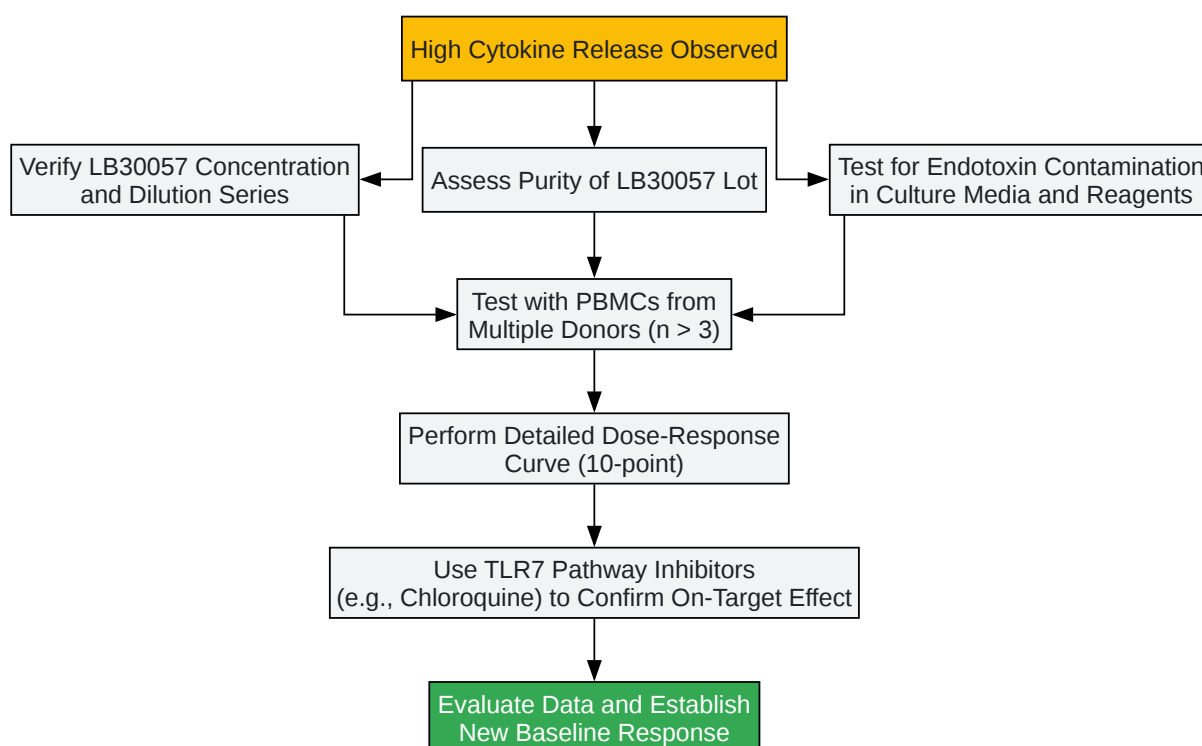 High Cytokine Release Observed
Verify LB30057 Concentration
and Dilution Series
Assess Purity of LB30057 Lot
Test for Endotoxin Contamination
in Culture Media and Reagents
Test with PBMCs from
Multiple Donors (n > 3)
Perform Detailed Dose-Response
Curve (10-point)
Use TLR7 Pathway Inhibitors
(e.g., Chloroquine) to Confirm On-Target Effect
Evaluate Data and Establish
New Baseline Response